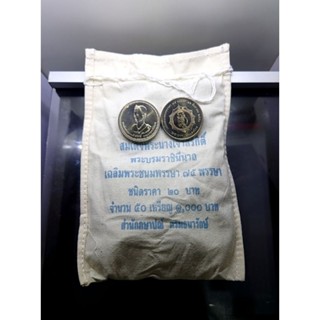 สมเด็จพระนางเจ้าสิริกิติ์
พระบรมราชินีนาถ
เฉลิมพระชนมพรรษา ๗๕ พรรษา
ชนิดราคา ๒๐ บาท
จำนวน ๕๐ เหรียญ ๑,๐๐๐ บาท
สำนักกษาปณ์ กรมธนารักษ์